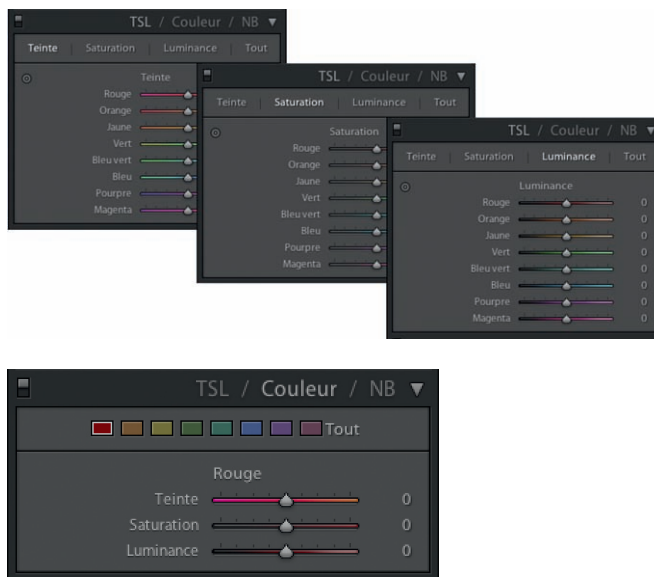 TSL / Couleur / NB
Teinte Saturation Luminance Tout
Teinte
Rouge
Orange
Jaune
Vert
Bleu vert
Bleu
Pourpre
Magenta
TSL / Couleur / NB
Teinte Saturation Luminance Tout
Saturation
Rouge
Orange
Jaune
Vert
Bleu vert
Bleu
Pourpre
Magenta
TSL / Couleur / NB
Teinte Saturation Luminance Tout
Luminance
Rouge 0
Orange 0
Jaune 0
Vert 0
Bleu vert 0
Bleu 0
Pourpre 0
Magenta 0
TSL / Couleur / NB
Tout
Rouge
Teinte 0
Saturation 0
Luminance 0